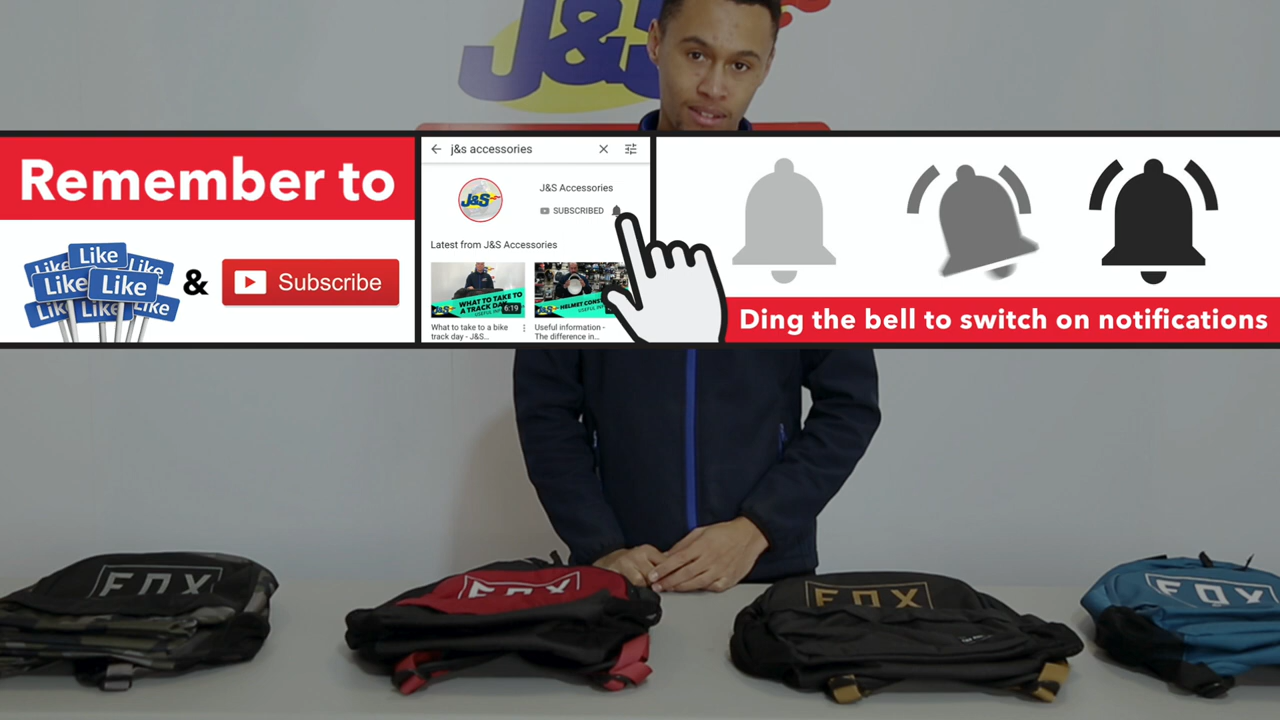 J&S
Remember to
Like
Like
Like
Like
Like
Like
Like
& Subscribe
j&s accessories
J&S
J&S Accessories
SUBSCRIBED
Latest from J&S Accessories
WHAT TO TAKE TO
A TRACK DAY
J&S
6:19
HELMET
J&S
What to take to a bike
track day - J&S...
Useful information -
The difference in...
Ding the bell to switch on notifications
FOX
FOX
FOX
FOX